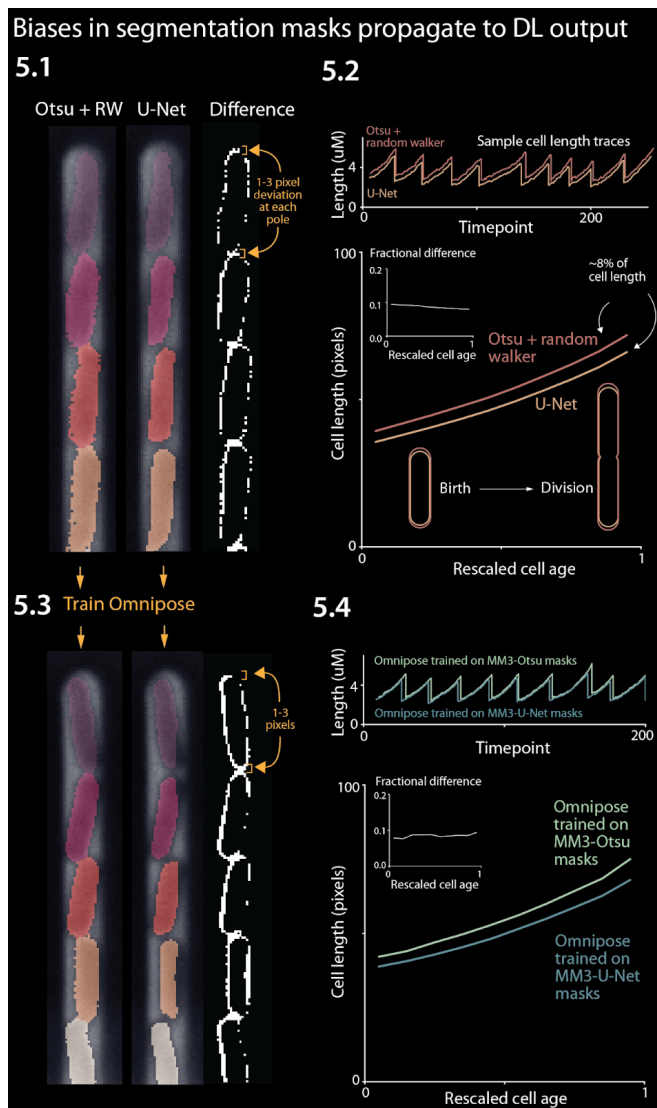 Biases in segmentation masks propagate to DL output
5.1
Otsu + RW
U-Net
Difference
1-3 pixel
deviation
at each
pole
5.2
Otsu +
random walker
Sample cell length traces
U-Net
Length (uM)
4
0
0
200
Timepoint
100
Fractional difference
0.2
0.1
0.0
1
Rescaled cell age
~8% of
cell length
Otsu + random
walker
U-Net
Cell length (pixels)
Birth
Division
0
1
Rescaled cell age
5.3
Train Omnipose
1-3
pixels
5.4
Omnipose trained on MM3-Otsu masks
Omnipose trained on MM3-U-Net masks
Length (uM)
4
0
0
200
Timepoint
100
Fractional difference
0.2
0.1
0.0
1
Rescaled cell age
Omnipose
trained on
MM3-Otsu
masks
Omnipose
trained on
MM3-U-Net
masks
Cell length (pixels)
0
0
1
Rescaled cell age